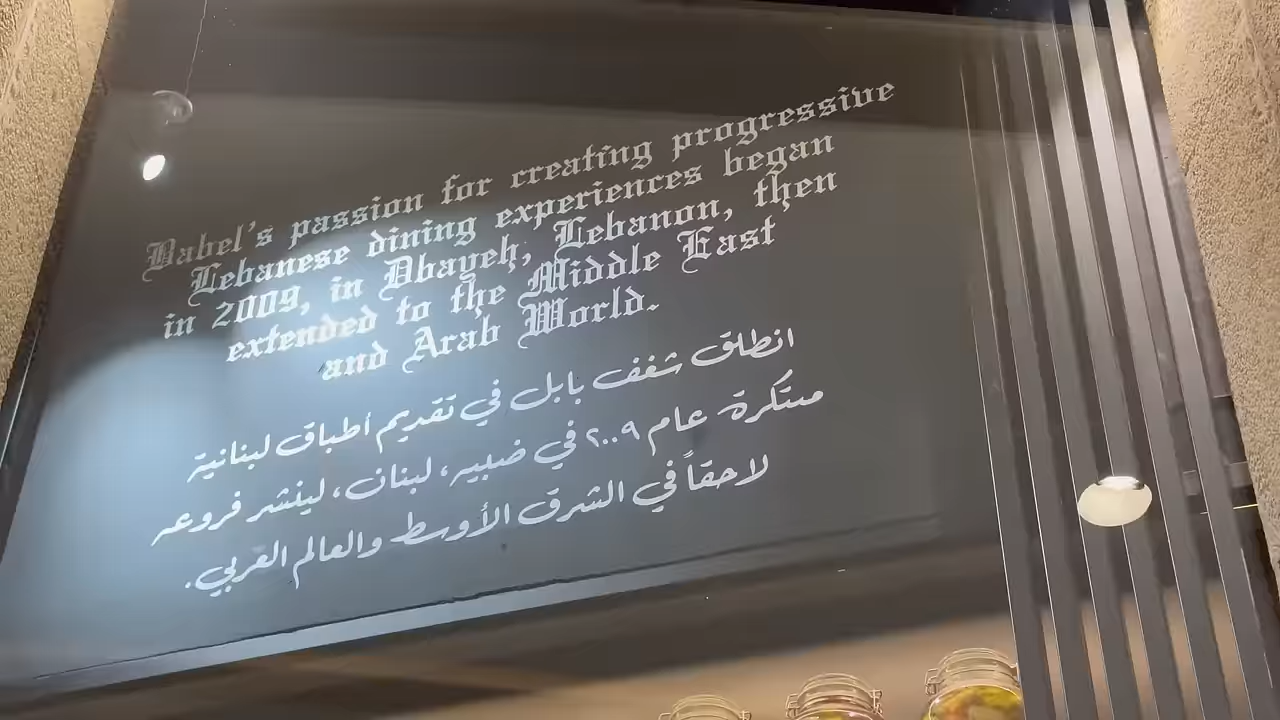 Babel's passion for creating progressive
Lebanese dining experiences began
in 2009, in Dbayeh, Lebanon, then
extended to the Middle East
and Arab World.
انطلق شغف بابل في تقديم أطباق لبنانية
مبتكرة عام ٢٠٠٩ في ضبيه، لبنان، لينشر فروعه
لاحقاً في الشرق الأوسط والعالم العربي.